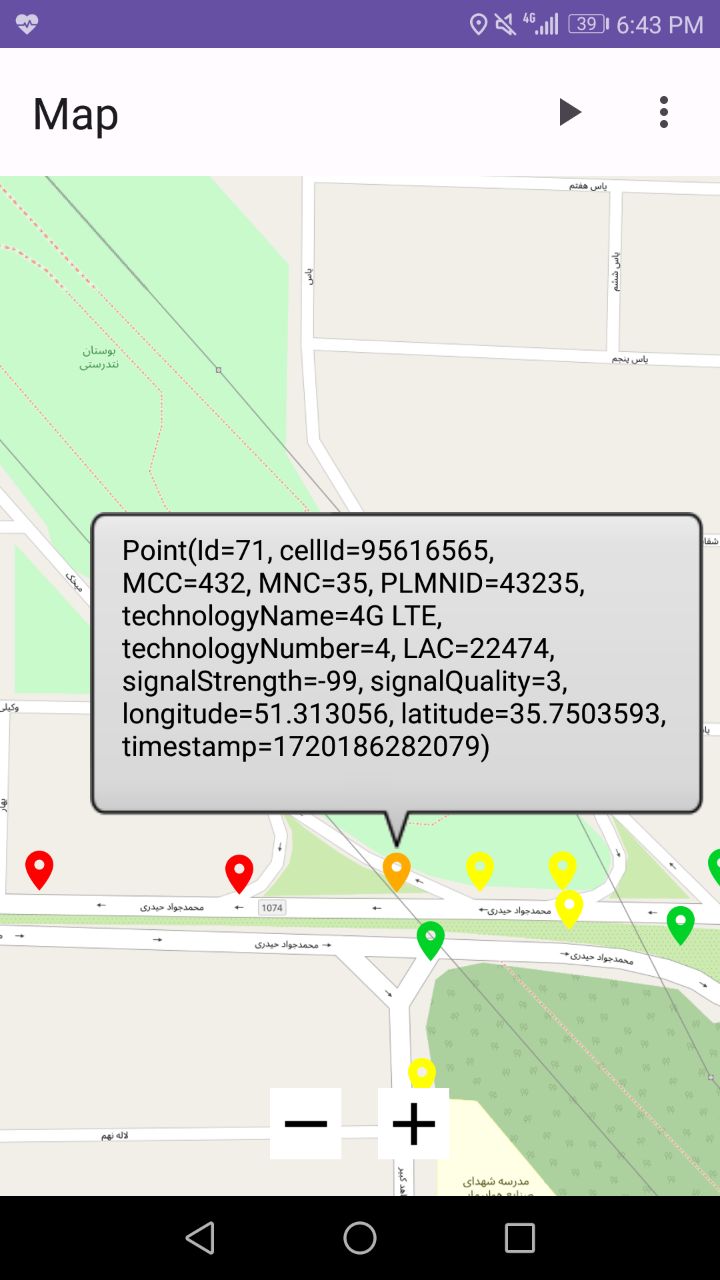 4G 39 6:43 PM
Map
یاس هفتم
یاس
یاس ششم
بوستان
تندرستی
یاس پنجم
میخک
Point(Id=71, cellId=95616565,
MCC=432, MNC=35, PLMNID=43235,
technologyName=4G LTE,
technologyNumber=4, LAC=22474,
signalStrength=-99, signalQuality=3,
longitude=51.313056, latitude=35.7503593,
timestamp=1720186282079)
وکیلی
بهار
محمدجواد حیدری
1074
محمدجواد حیدری
محمدجواد حیدری
محمدجواد حیدری
لاله نهم
مدرسه شهدای